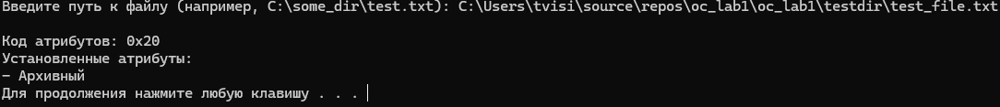 Введите путь к файлу (например, C:\some_dir\test.txt): C:\Users\tvisi\source\repos\oc_lab1\oc_lab1\testdir\test_file.txt
Код атрибутов: 0x20
Установленные атрибуты:
- Архивный
Для продолжения нажмите любую клавишу . . .